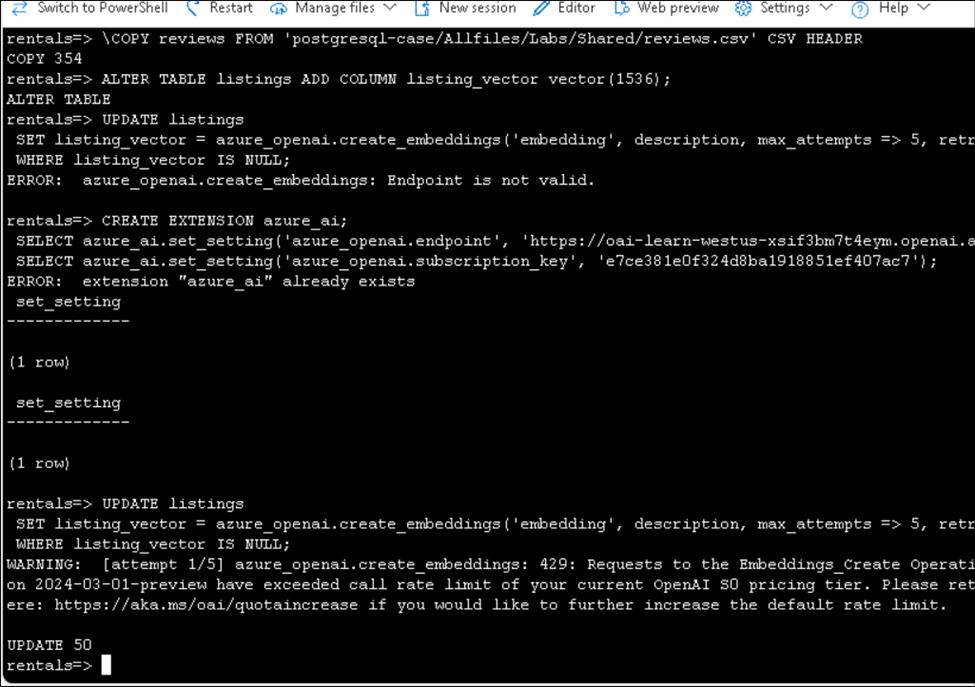 Switch to PowerShell Restart Manage files New session Editor Web preview Settings Help
rentals=> \COPY reviews FROM 'postgresql-case/Allfiles/Labs/Shared/reviews.csv' CSV HEADER
COPY 354
rentals=> ALTER TABLE listings ADD COLUMN listing_vector vector(1536);
ALTER TABLE
rentals=> UPDATE listings
SET listing_vector = azure_openai.create_embeddings('embedding', description, max_attempts => 5, retr
WHERE listing_vector IS NULL;
ERROR:  azure_openai.create_embeddings: Endpoint is not valid.
rentals=> CREATE EXTENSION azure_ai;
SELECT azure_ai.set_setting('azure_openai.endpoint', 'https://oai-learn-westus-xsif3bm7t4eym.openai.a
SELECT azure_ai.set_setting('azure_openai.subscription_key', 'e7ce381e0f324d8ba1918851ef407ac7');
ERROR:  extension "azure_ai" already exists
set_setting
-------------
(1 row)
set_setting
-------------
(1 row)
rentals=> UPDATE listings
SET listing_vector = azure_openai.create_embeddings('embedding', description, max_attempts => 5, retr
WHERE listing_vector IS NULL;
WARNING:  [attempt 1/5] azure_openai.create_embeddings: 429: Requests to the Embeddings_Create Operati
on 2024-03-01-preview have exceeded call rate limit of your current OpenAI S0 pricing tier. Please ret
ere: https://aka.ms/oai/quotaincrease if you would like to further increase the default rate limit.
UPDATE 50
rentals=>